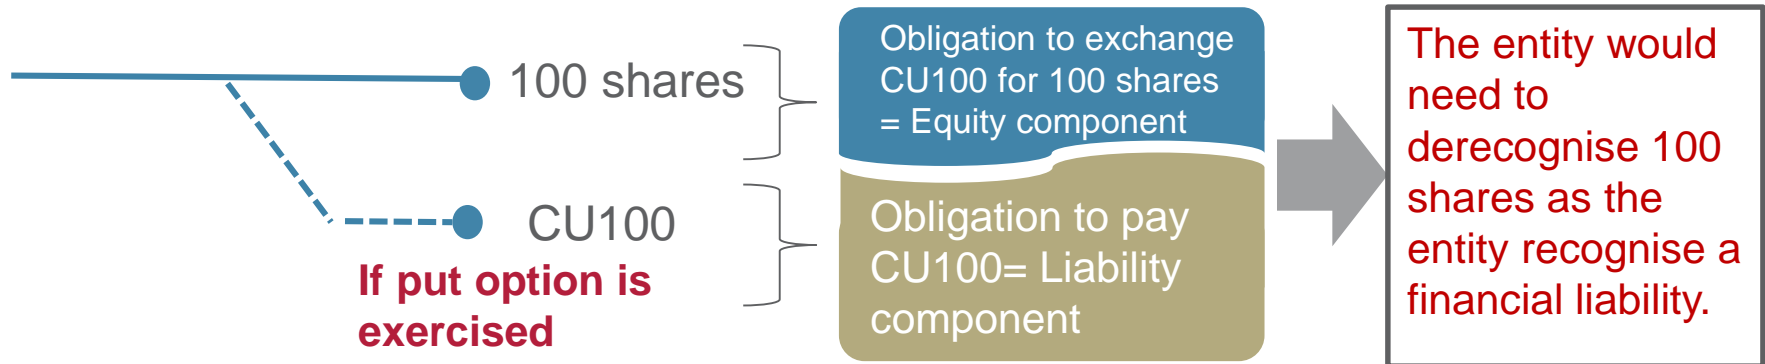 100 shares
CU100
If put option is
exercised
Obligation to exchange
CU100 for 100 shares
= Equity component
Obligation to pay
CU100= Liability
component
The entity would
need to
derecognise 100
shares as the
entity recognise a
financial liability.